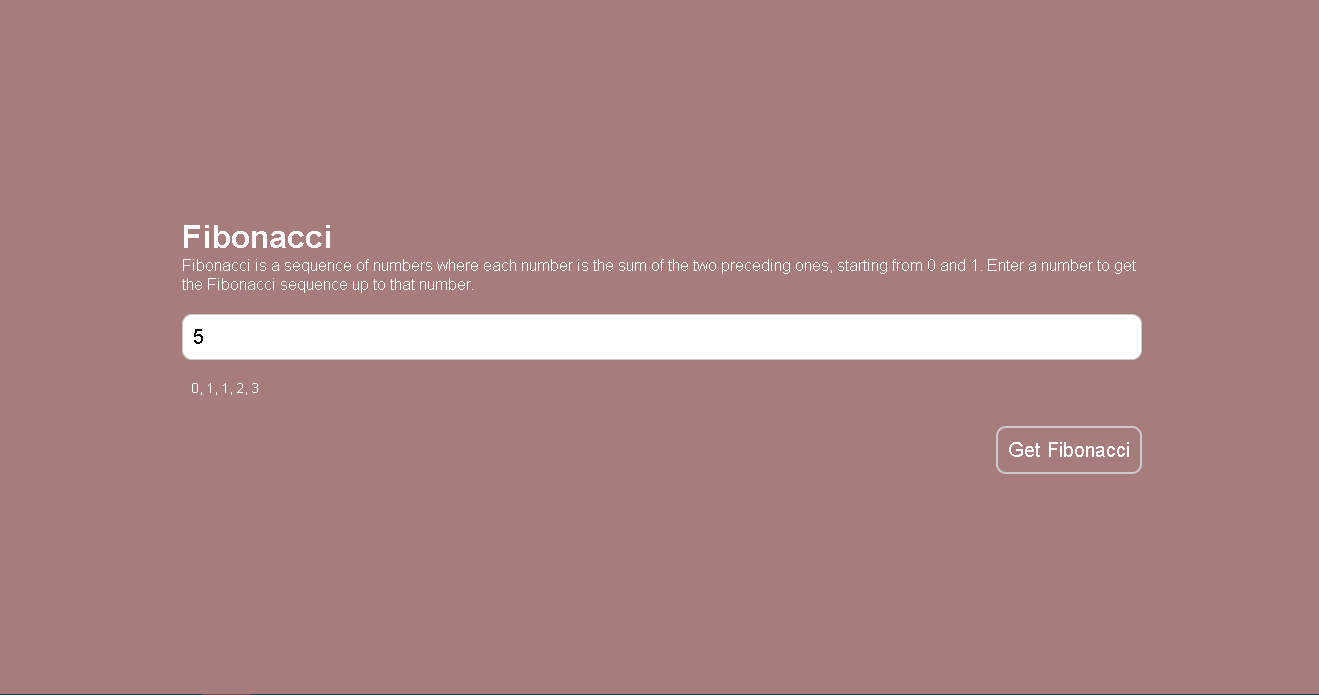 Fibonacci
Fibonacci is a sequence of numbers where each number is the sum of the two preceding ones, starting from 0 and 1. Enter a number to get
the Fibonacci sequence up to that number.
5
0, 1, 1, 2, 3
Get Fibonacci